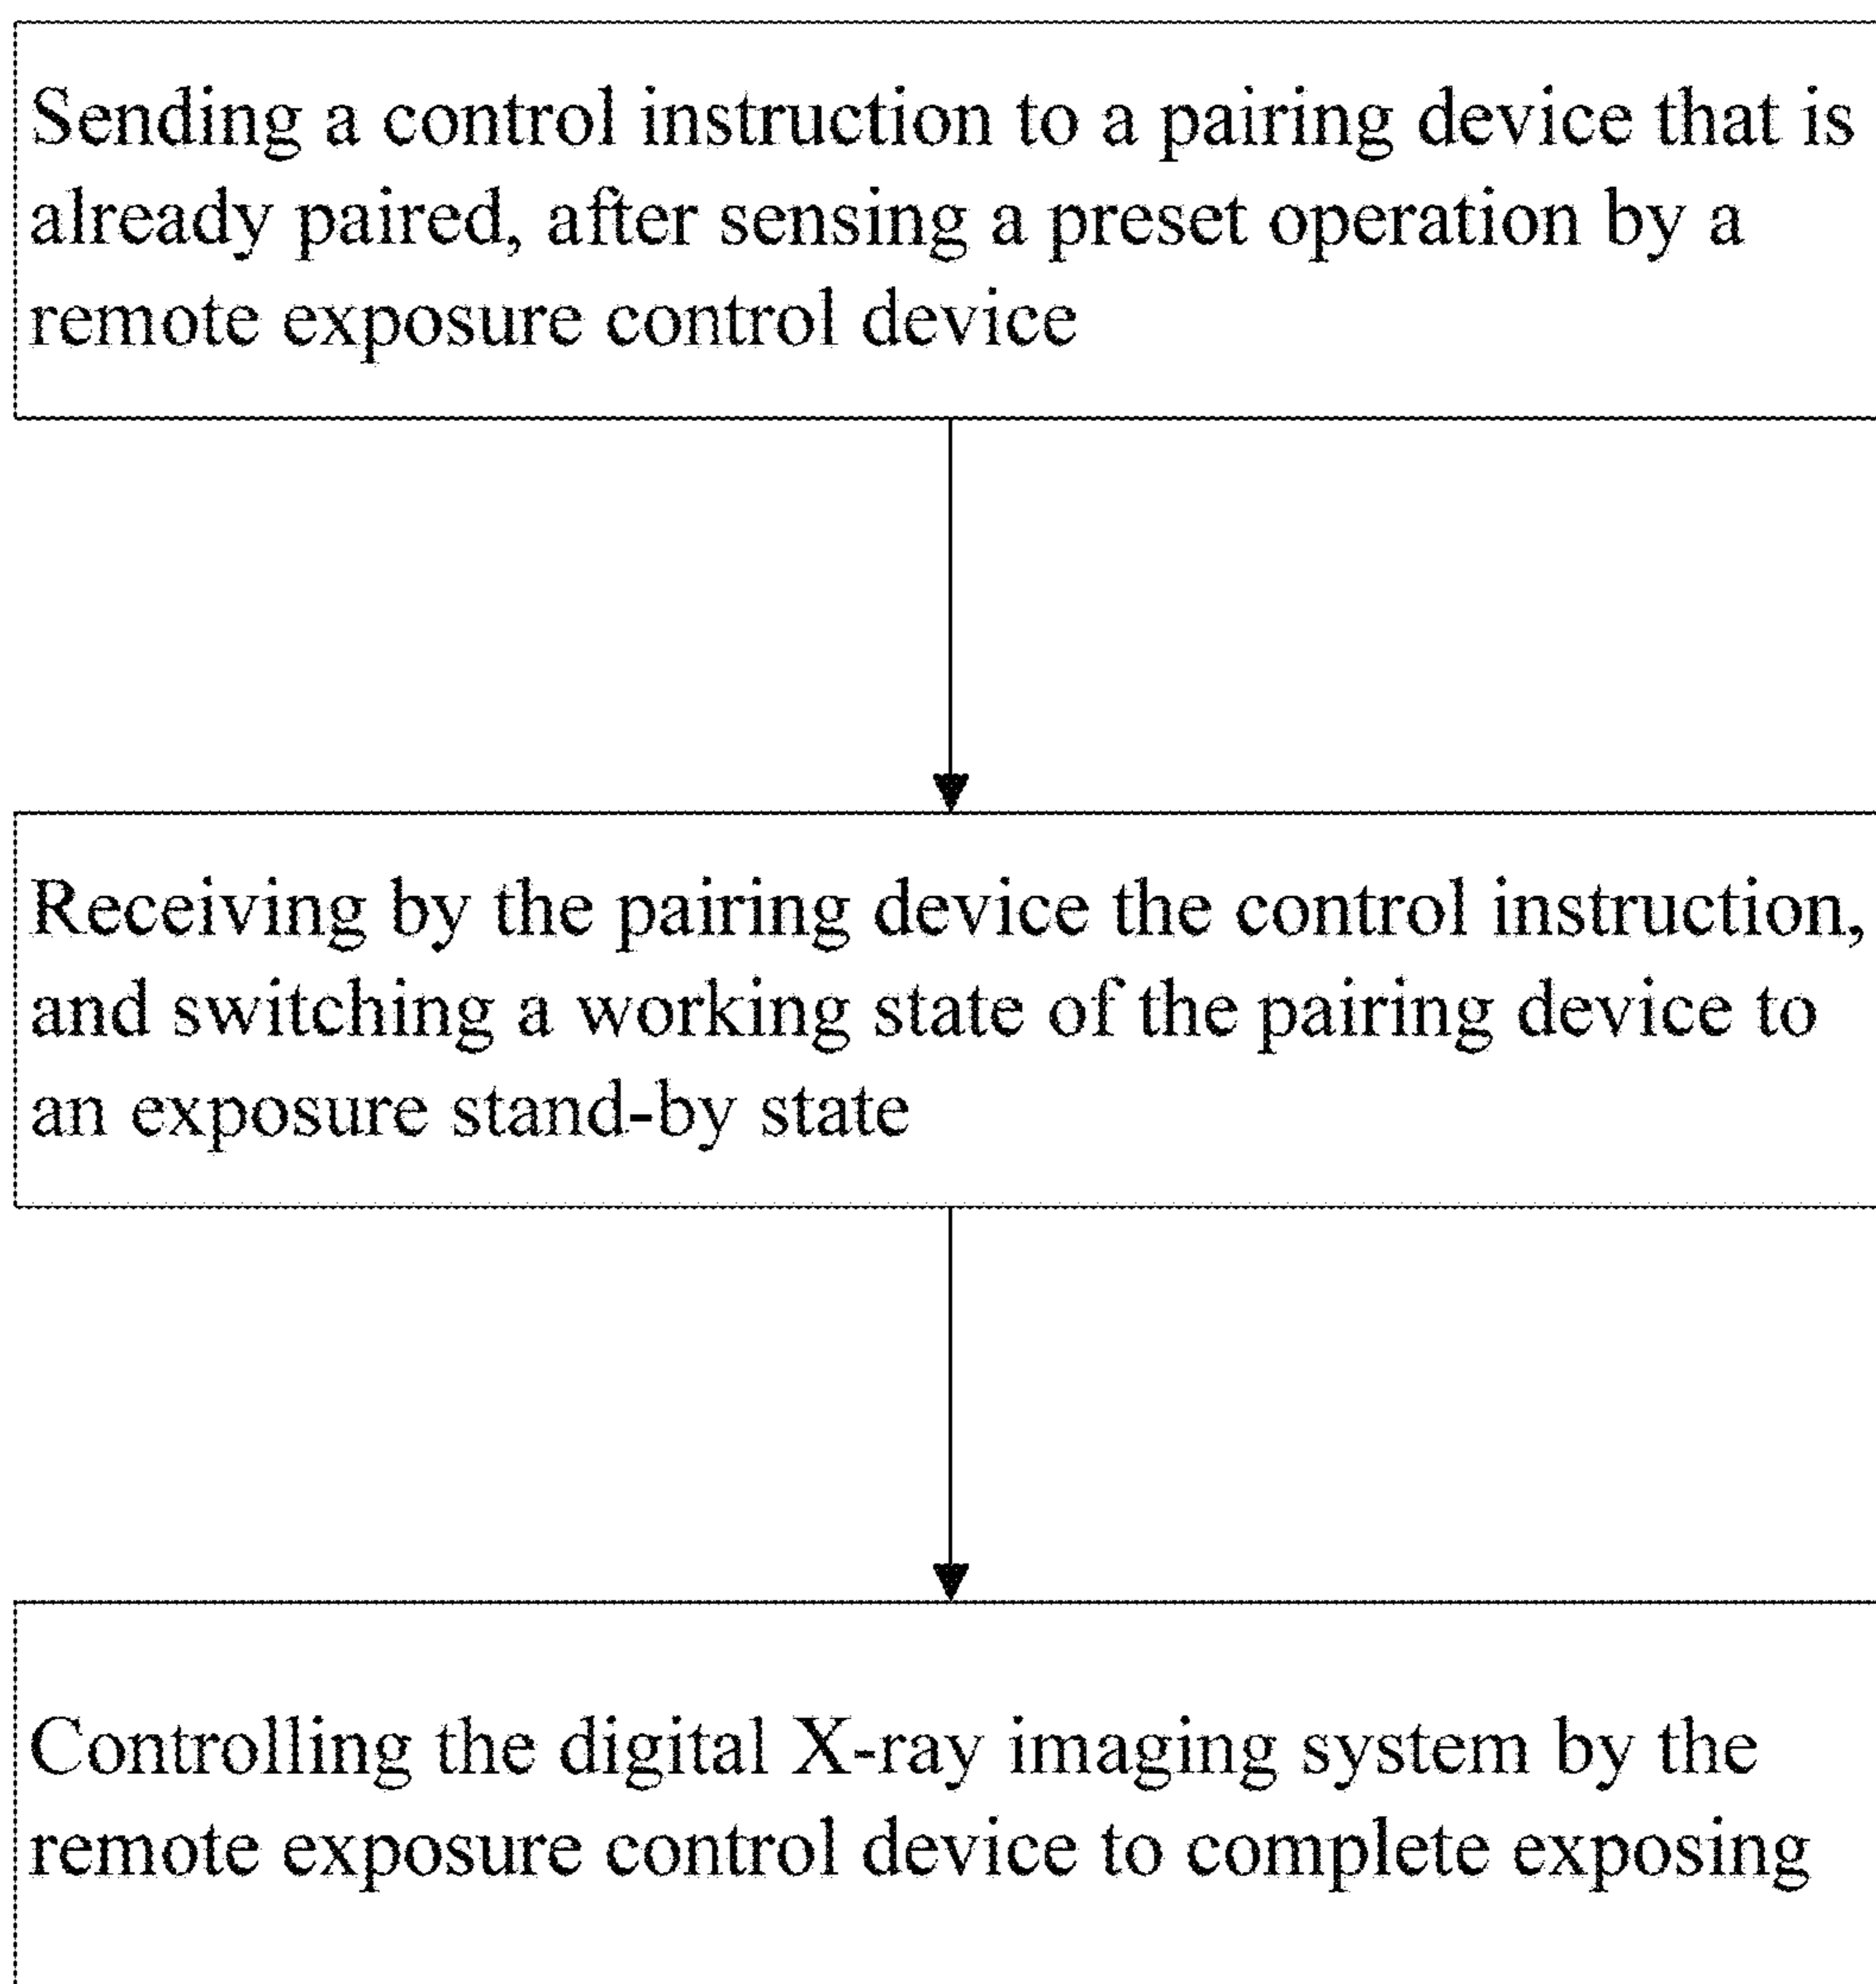 Sending a control instruction to a pairing device that is
already paired, after sensing a preset operation by a
remote exposure control device
Receiving by the pairing device the control instruction,
and switching a working state of the pairing device to
an exposure stand-by state
Controlling the digital X-ray imaging system by the
remote exposure control device to complete exposing